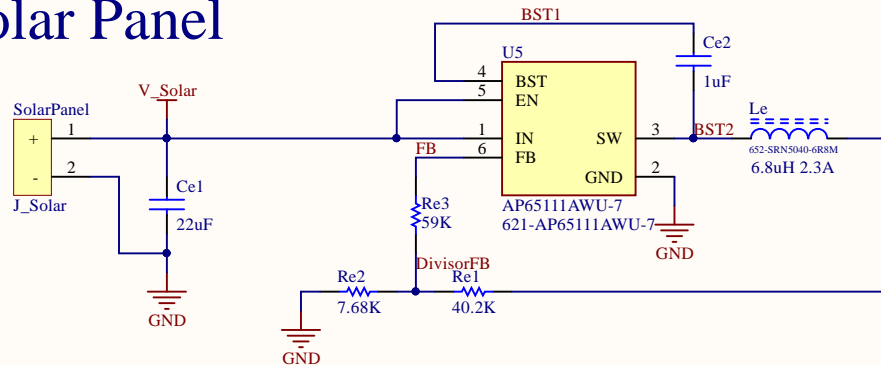 olar Panel
BST1
U5
Ce2
1uF
4
BST
5
EN
V_Solar
SolarPanel
+
1
-
2
J_Solar
Ce1
22uF
GND
1
IN
6
FB
FB
SW
3
BST2
GND
2
GND
AP65111AWU-7
621-AP65111AWU-7
Le
652-SRN5040-6R8M
6.8uH 2.3A
Re3
59K
DivisorFB
Re2
7.68K
Re1
40.2K
GND